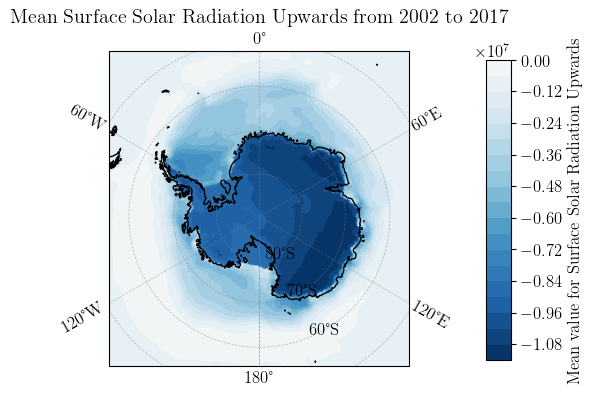 Mean Surface Solar Radiation Upwards from 2002 to 2017
0°
×10⁷
60°W
60°E
80°S
70°S
60°S
120°W
120°E
180°
0.00
−0.12
−0.24
−0.36
−0.48
−0.60
−0.72
−0.84
−0.96
−1.08
Mean value for Surface Solar Radiation Upwards